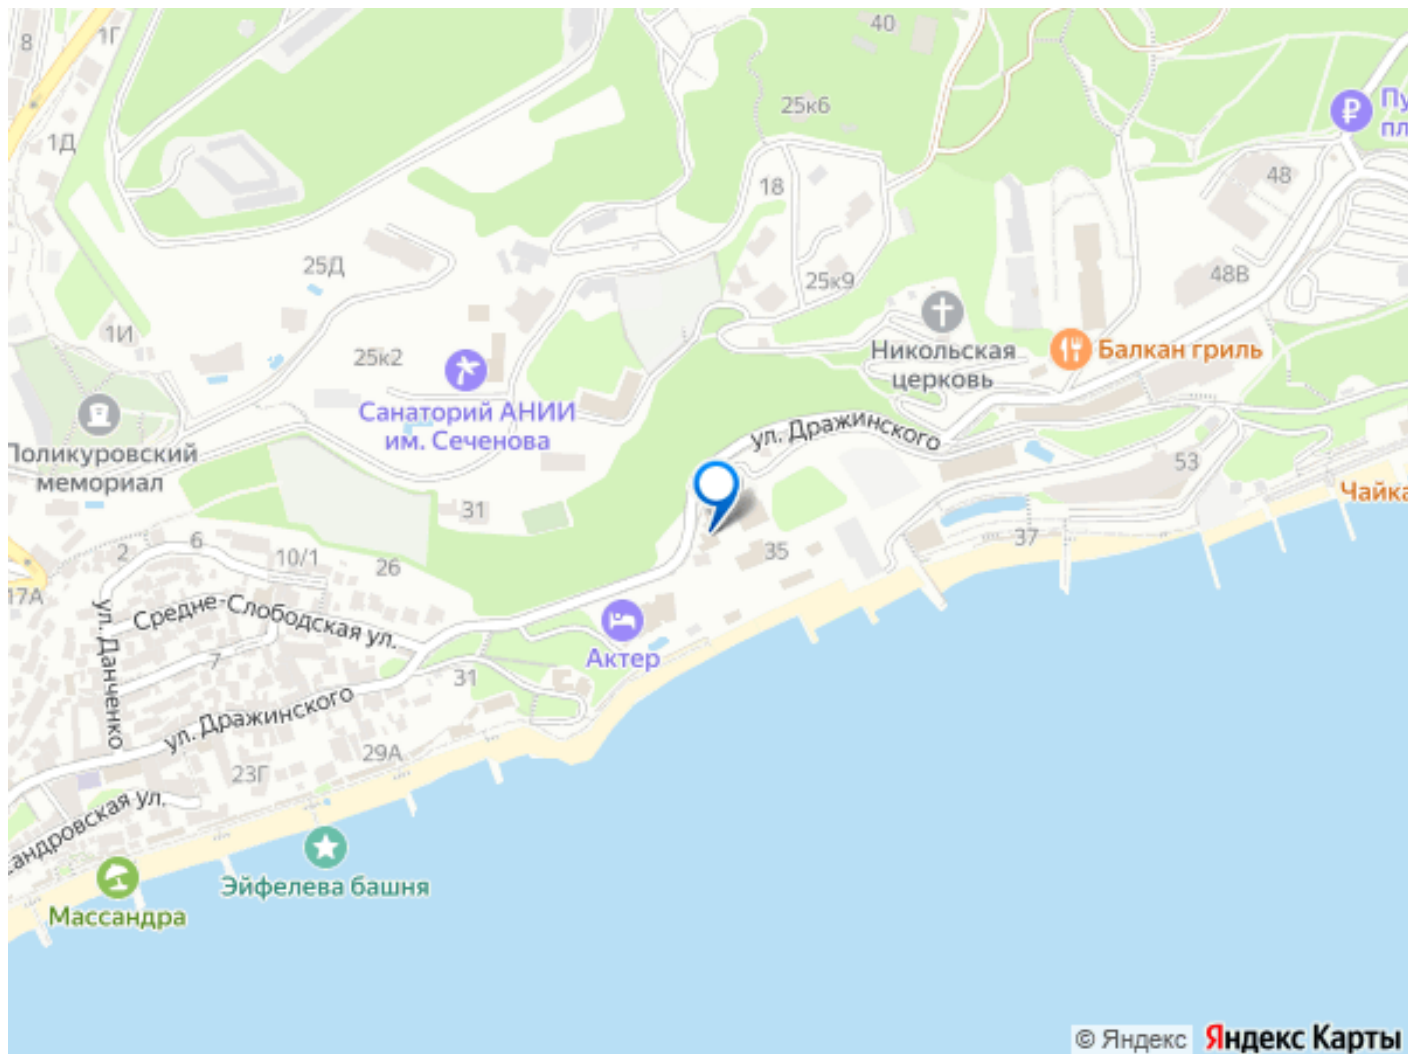 8
1Г
40
25к6
Пу
пл
1Д
18
48
25Д
25к9
48В
1И
25к2
Никольская
церковь
Балкан гриль
Санаторий АНИИ
им. Сеченова
ул. Дражинского
Поликуровский
мемориал
53
Чайка
31
35
37
2
6
10/1
26
17А
Средне-Слободская ул.
ул. Данченко
7
Актер
31
ул. Дражинского
29А
23Г
сандровская ул.
Эйфелева башня
Массандра
© Яндекс Яндекс Карты